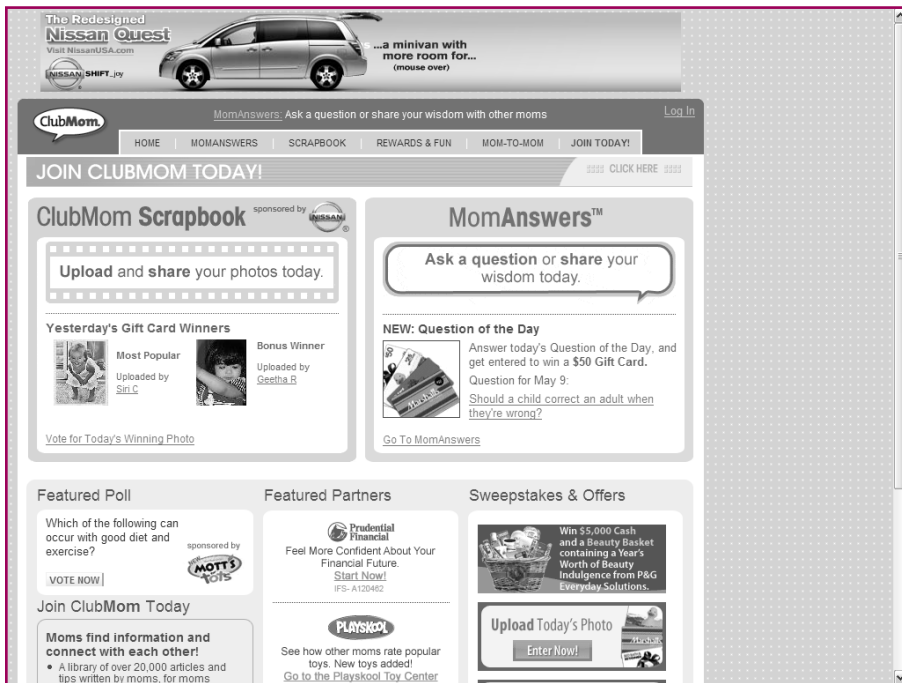 The Redesigned
Nissan Quest
Visit NissanUSA.com
NISSAN SHIFT_joy
...a minivan with
more room for...
(mouse over)
ClubMom
MomAnswers: Ask a question or share your wisdom with other moms
Log In
HOME MOMANSWERS SCRAPBOOK REWARDS & FUN MOM-TO-MOM JOIN TODAY!
JOIN CLUBMOM TODAY!
CLICK HERE
ClubMom Scrapbook sponsored by NISSAN
Upload and share your photos today.
Yesterday's Gift Card Winners
Most Popular
Uploaded by
Siri C
Bonus Winner
Uploaded by
Geetha R
Vote for Today's Winning Photo
MomAnswers™
Ask a question or share your
wisdom today.
NEW: Question of the Day
50
Marshalls
Answer today's Question of the Day, and
get entered to win a $50 Gift Card.
Question for May 9:
Should a child correct an adult when
they're wrong?
Go To MomAnswers
Featured Poll
Which of the following can
occur with good diet and
exercise?
VOTE NOW
sponsored by
NEW MOTT'S
tots
Join ClubMom Today
Moms find information and
connect with each other!
• A library of over 20,000 articles and
tips written by moms, for moms
Featured Partners
Prudential
Financial
Feel More Confident About Your
Financial Future.
Start Now!
IFS- A120462
PLAYSKOOL
See how other moms rate popular
toys. New toys added!
Go to the Playskool Toy Center
Sweepstakes & Offers
Win $5,000 Cash
and a Beauty Basket
containing a Year's
Worth of Beauty
Indulgence from P&G
Everyday Solutions.
Upload Today's Photo
Enter Now!
Marshalls